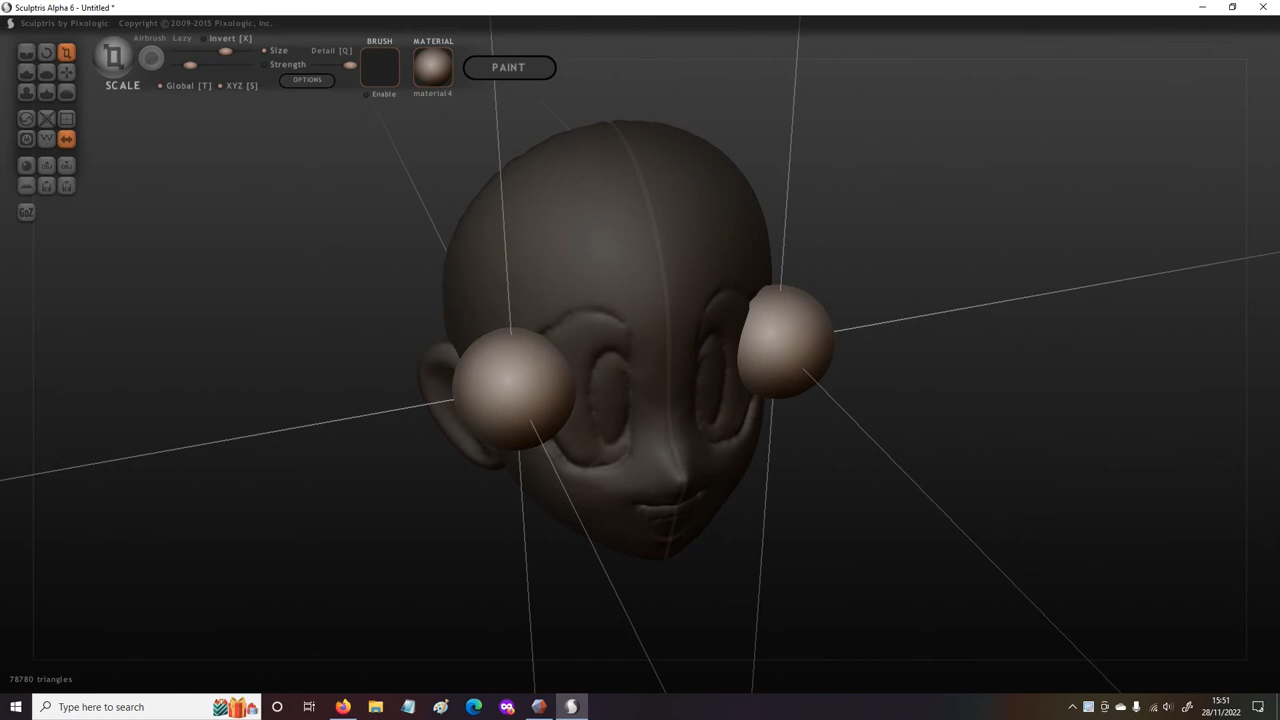 Sculptris Alpha 6 - Untitled *
Sculptris by Pixologic Copyright © 2009-2015 Pixologic, Inc.
Airbrush Lazy Invert [X]
BRUSH MATERIAL
Size Detail [Q]
Strength
PAINT
OPTIONS
SCALE Global [T] XYZ [S]
Enable material4
OBJ OBJ
GoZ
78780 triangles
Type here to search
15:51
28/11/2022